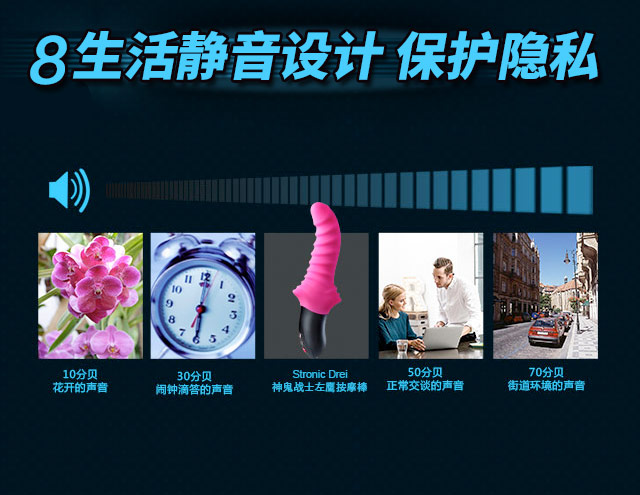 8生活静音设计 保护隐私
10分贝
花开的声音
30分贝
闹钟滴答的声音
Stronic Drei
神鬼战士左鹰按摩棒
50分贝
正常交谈的声音
70分贝
街道环境的声音